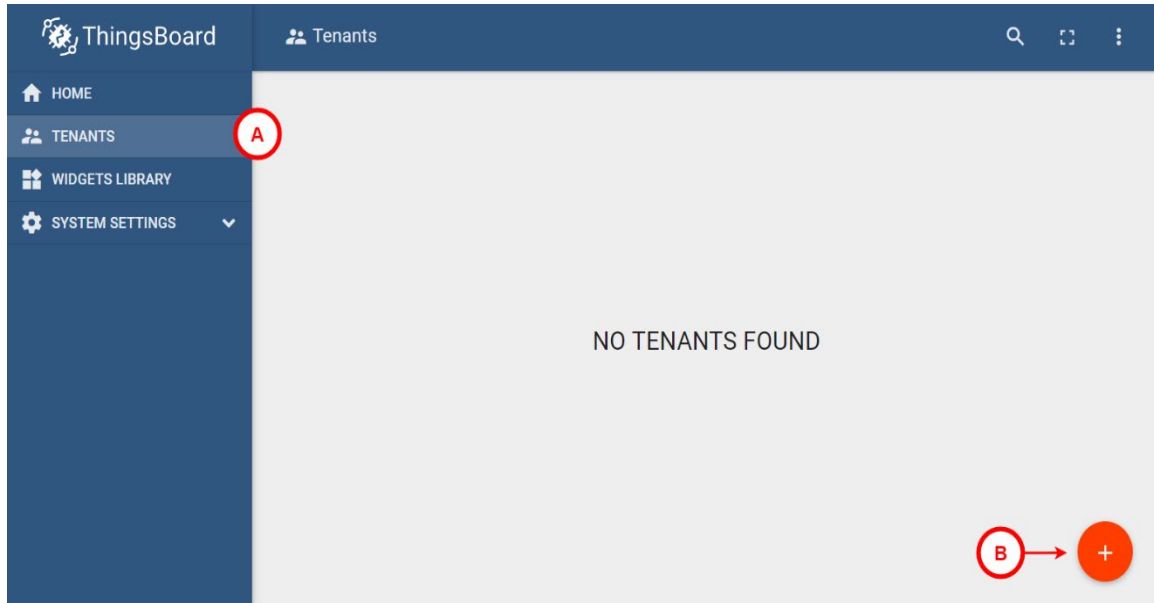 ThingsBoard
Tenants
HOME
TENANTS
A
WIDGETS LIBRARY
SYSTEM SETTINGS
NO TENANTS FOUND
B
+